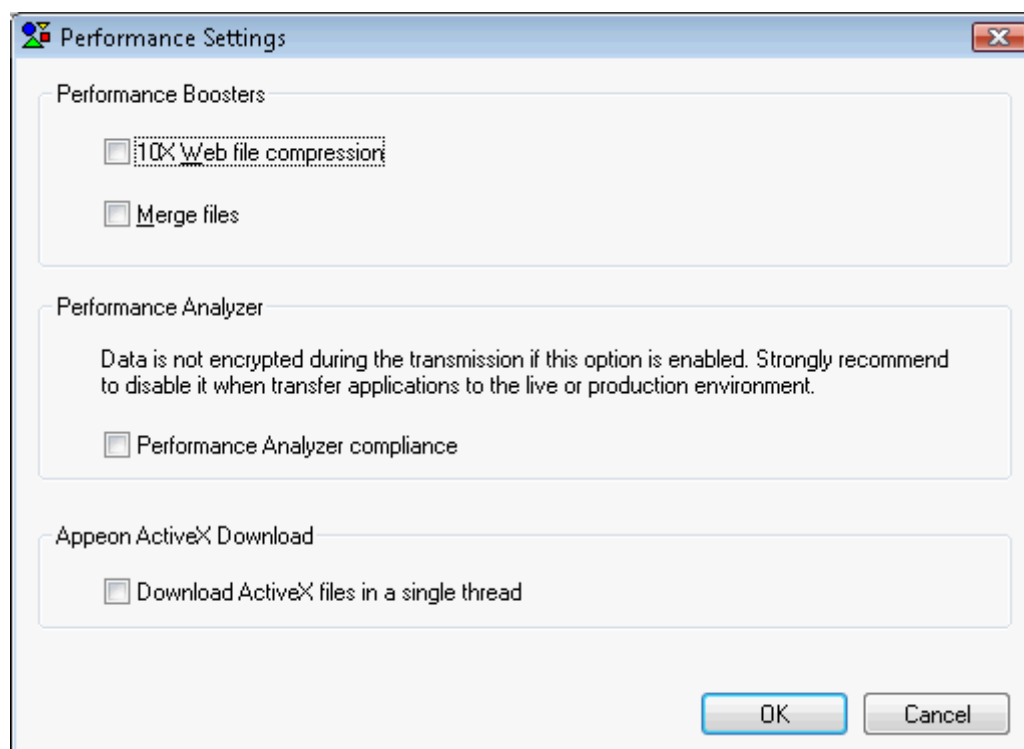 Performance Settings
Performance Boosters
10X Web file compression
Merge files
Performance Analyzer
Data is not encrypted during the transmission if this option is enabled. Strongly recommend
to disable it when transfer applications to the live or production environment.
Performance Analyzer compliance
Appeon ActiveX Download
Download ActiveX files in a single thread
OK
Cancel